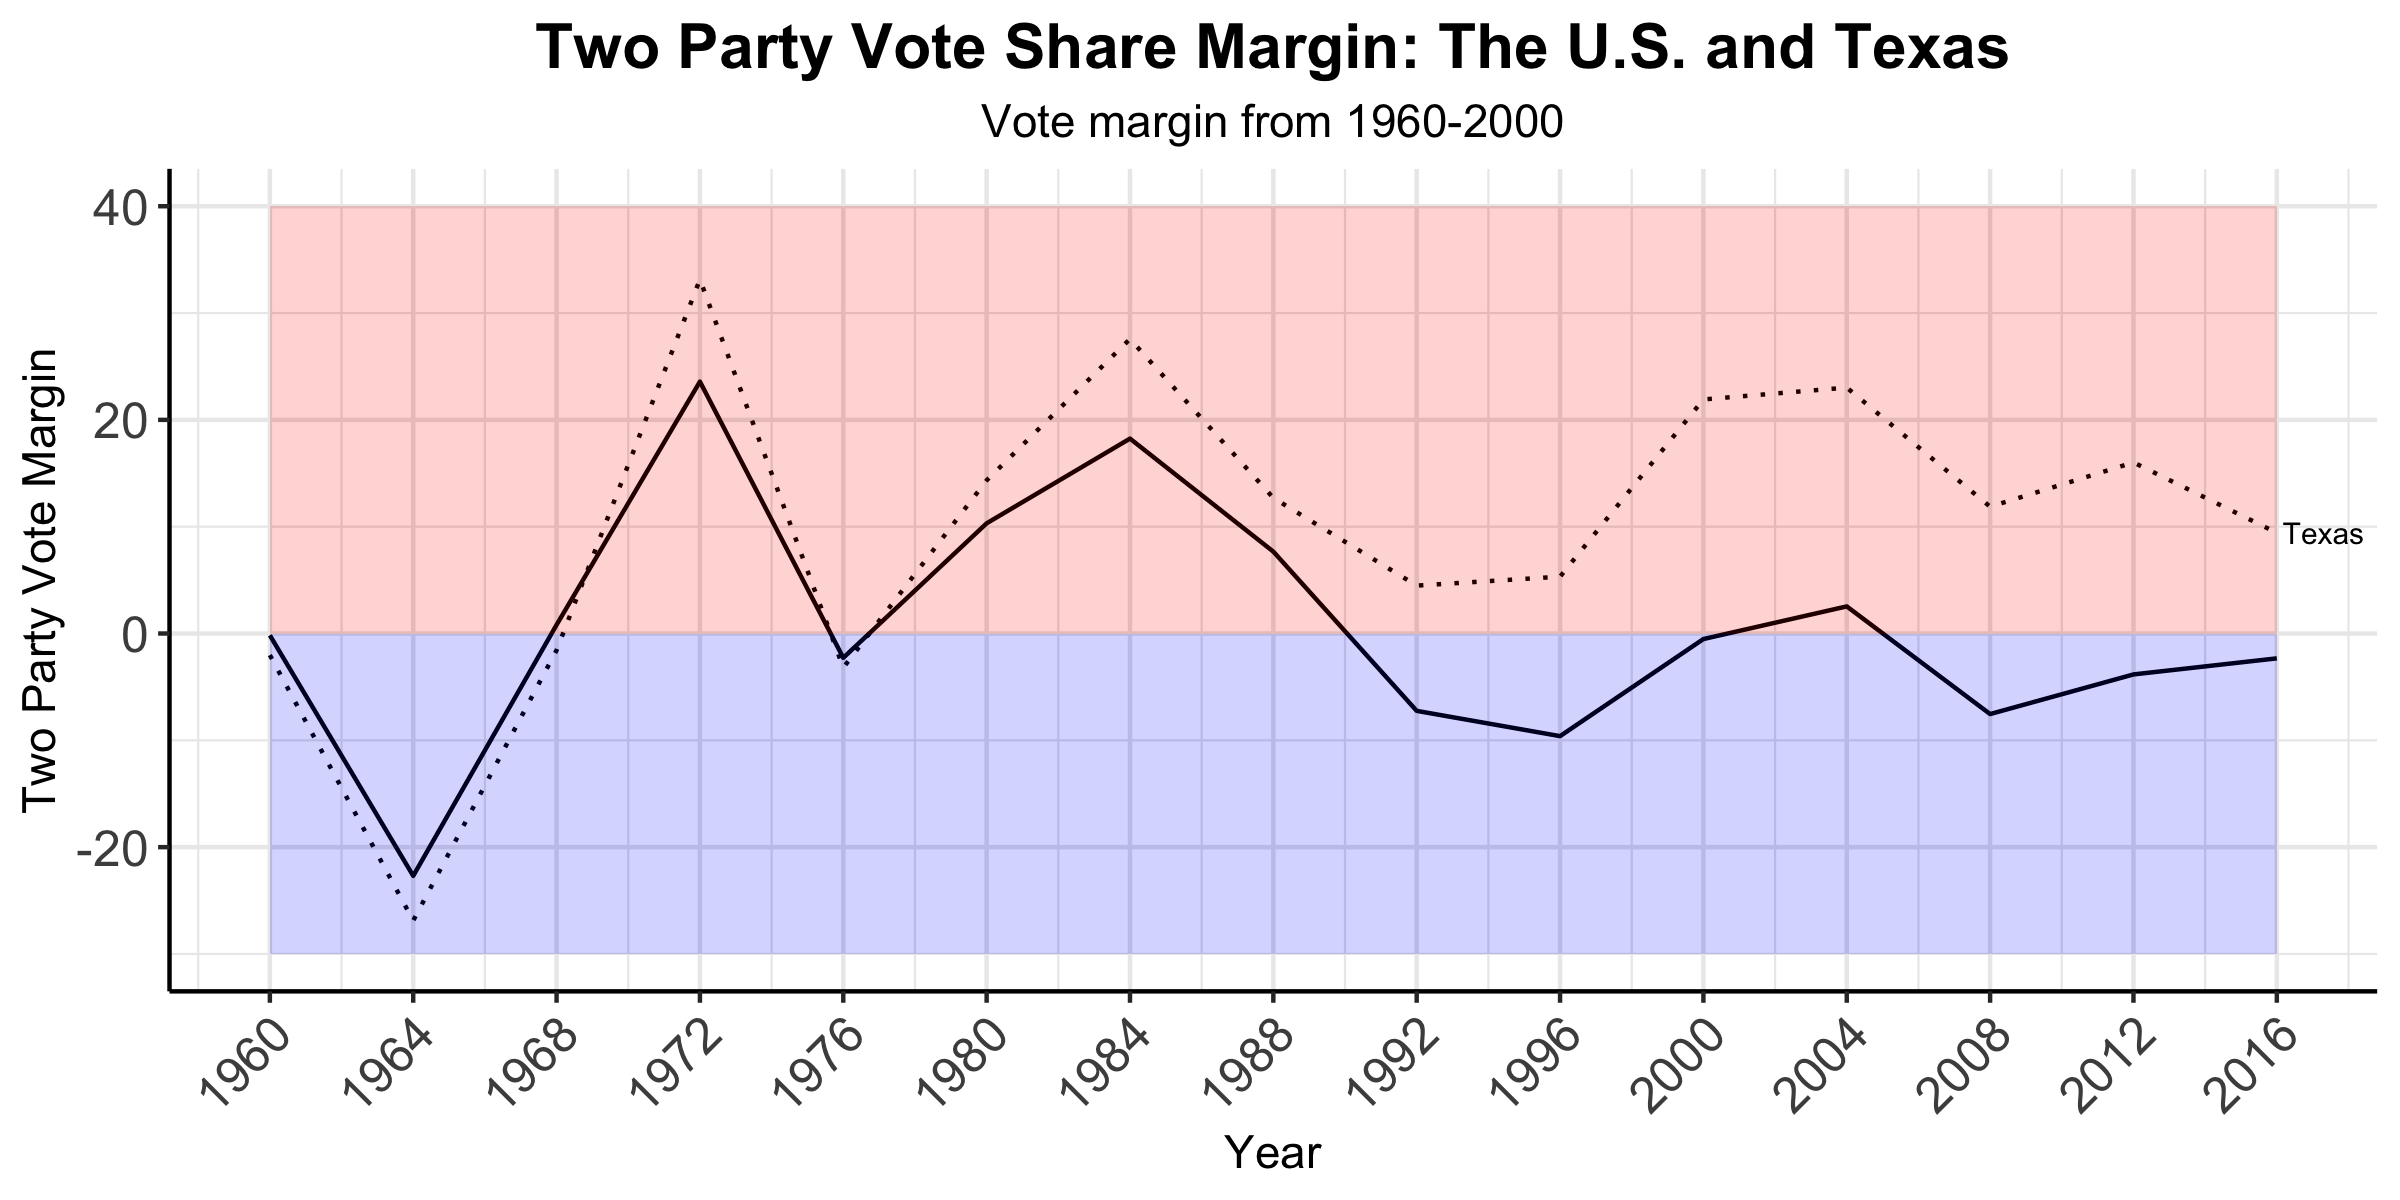 Two Party Vote Share Margin: The U.S. and Texas
Vote margin from 1960-2000
Two Party Vote Margin
40
20
0
-20
Texas
1960 1964 1968 1972 1976 1980 1984 1988 1992 1996 2000 2004 2008 2012 2016
Year